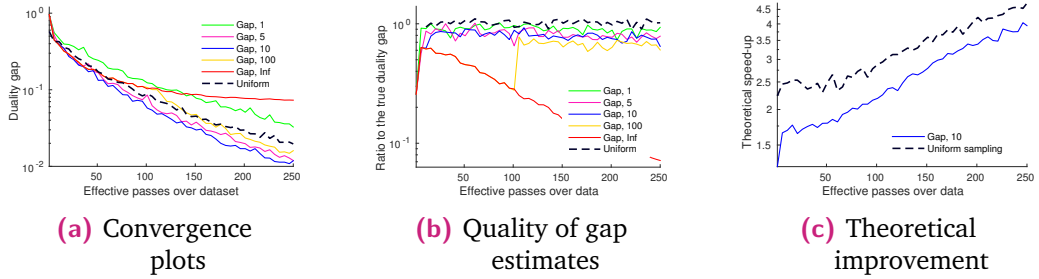 10^0
10^-1
10^-2
Duality gap
50 100 150 200 250
Effective passes over dataset
Gap, 1
Gap, 5
Gap, 10
Gap, 100
Gap, Inf
Uniform
(a) Convergence
plots
10^0
10^-1
Ratio to the true duality gap
50 100 150 200 250
Effective passes over data
Gap, 1
Gap, 5
Gap, 10
Gap, 100
Gap, Inf
Uniform
(b) Quality of gap
estimates
4.5
4
3.5
3
2.5
2
1.5
Theoretical speed-up
50 100 150 200 250
Effective passes over data
Gap, 10
Uniform sampling
(c) Theoretical
improvement